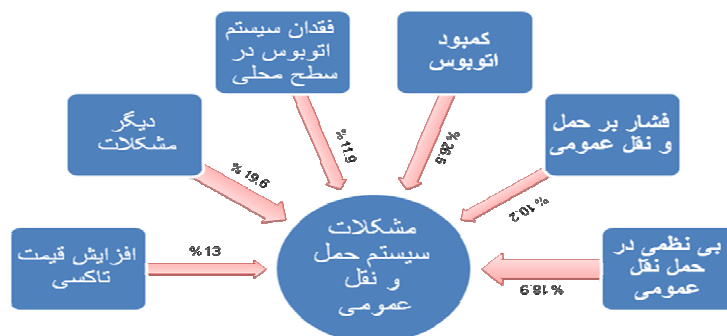 فقدان سیستم
اتوبوس در
سطح محلی
کمبود
اتوبوس
دیگر
مشکلات
فشار بر حمل
و نقل عمومی
افزایش قیمت
تاکسی
بی نظمی در
حمل نقل
عمومی
مشکلات
سیستم حمل
و نقل
عمومی
% 11.9
% 26.5
% 19.6
% 10.2
% 13
% 18.9